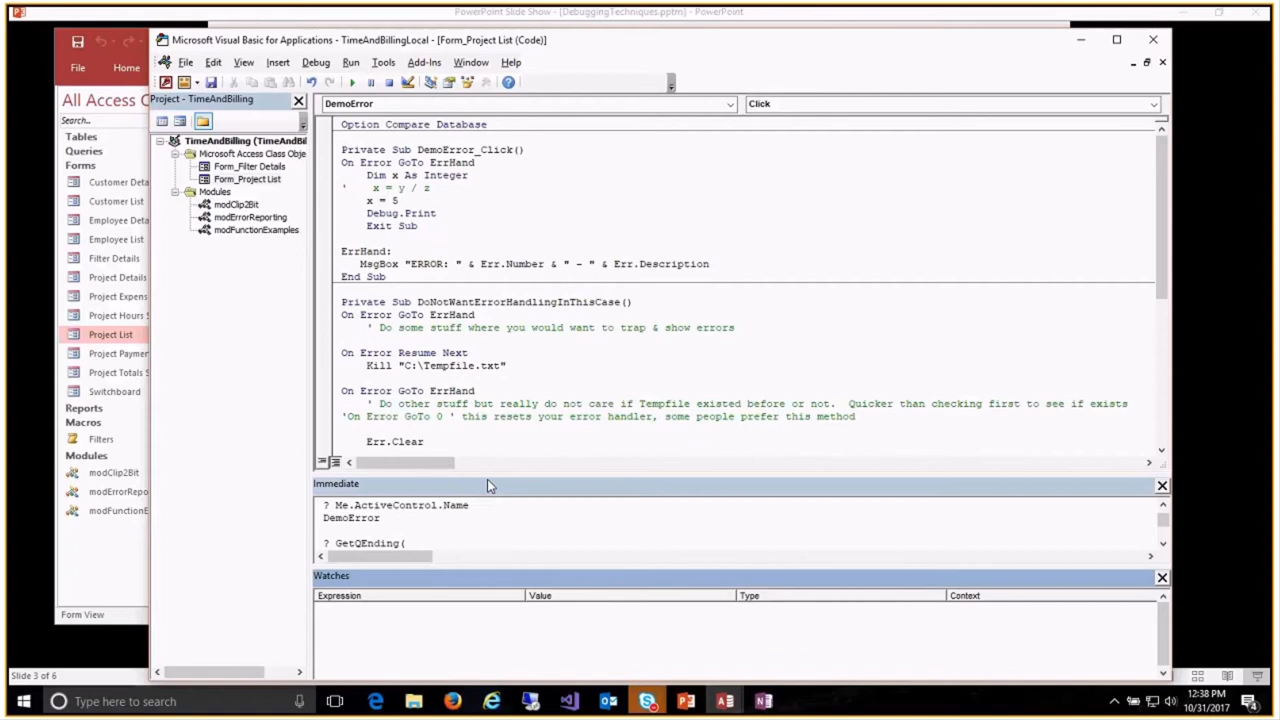 PowerPoint Slide Show - [DebuggingTechniques.pptm] - PowerPoint
Microsoft Visual Basic for Applications - TimeAndBillingLocal - [Form_Project List (Code)]
File Home
File Edit View Insert Debug Run Tools Add-Ins Window Help
All Access O
Search...
Tables
Queries
Forms
Customer Deta
Customer List
Employee Deta
Employee List
Filter Details
Project Details
Project Expens
Project Hours S
Project List
Project Paymer
Project Totals S
Switchboard
Reports
Macros
Filters
Modules
modClip2Bit
modErrorRepo
modFunctionE
Form View
Project - TimeAndBilling
TimeAndBilling (TimeAndBil
Microsoft Access Class Obje
Form_Filter Details
Form_Project List
Modules
modClip2Bit
modErrorReporting
modFunctionExamples
DemoError Click
Option Compare Database
Private Sub DemoError_Click()
On Error GoTo ErrHand
Dim x As Integer
' x = y / z
x = 5
Debug.Print
Exit Sub
ErrHand:
MsgBox "ERROR: " & Err.Number & " - " & Err.Description
End Sub
Private Sub DoNotWantErrorHandlingInThisCase()
On Error GoTo ErrHand
' Do some stuff where you would want to trap & show errors
On Error Resume Next
Kill "C:\Tempfile.txt"
On Error GoTo ErrHand
' Do other stuff but really do not care if Tempfile existed before or not.  Quicker than checking first to see if exists
'On Error GoTo 0 ' this resets your error handler, some people prefer this method
Err.Clear
Immediate
? Me.ActiveControl.Name
DemoError
? GetQEnding(
Watches
Expression Value Type Context
Slide 3 of 6
Type here to search
12:38 PM
10/31/2017
4